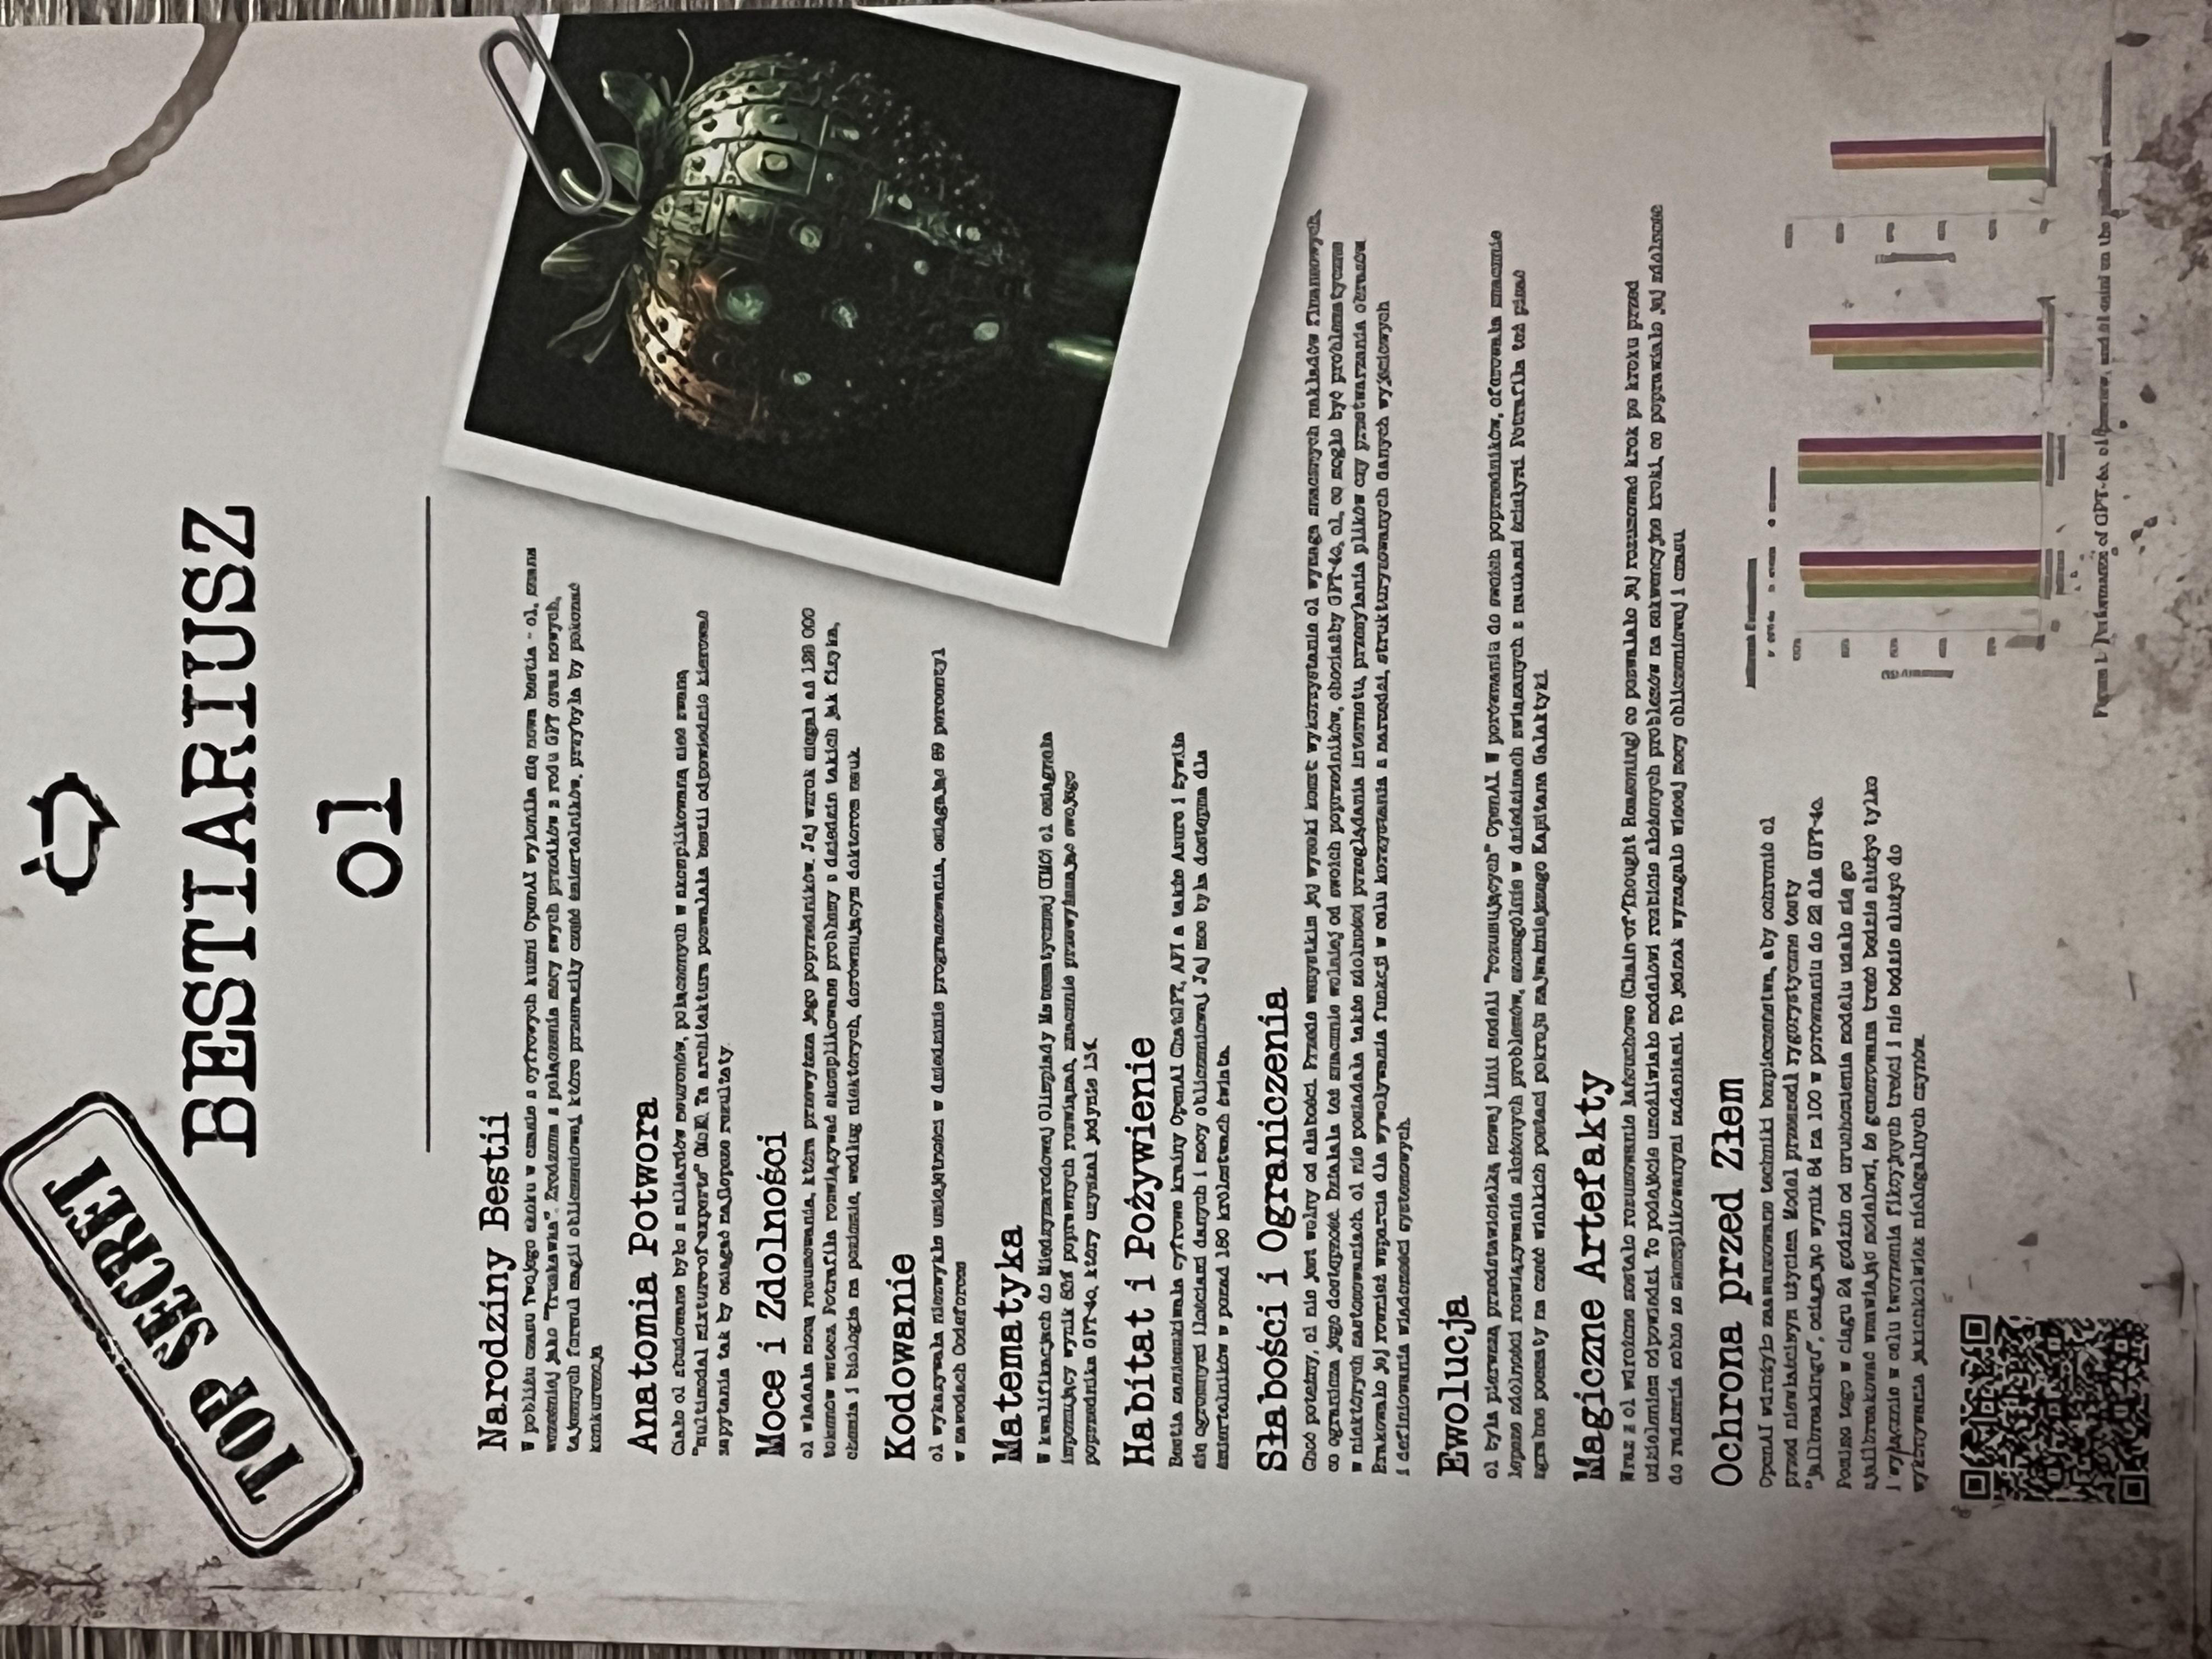 TOP SECRET
BESTIARIUSZ
o1
Narodziny Bestii
W pobliżu czasu Twojego skoku w czasie z cyfrowych kuźni OpenAI wyłoniła się nowa bestia - o1, znana
wcześniej jako "Truskawka". Zrodzona z połączenia mocy swych przodków z rodu GPT oraz nowych,
tajemnych formuł magii obliczeniowej które przeraziły część śmiertelników, przybyła by pokonać
konkurencję
Anatomia Potwora
Ciało o1 zbudowane było z miliardów neuronów, połączonych w skomplikowaną sieć zwaną
"multimodal mixture-of-experts" (MoE). Ta architektura pozwalała bestii odpowiednio kierować
zapytania tak by osiągać najlepsze rezultaty.
Moce i Zdolności
o1 władała mocą rozumowania, która przewyższa jego poprzedników. Jej wzrok sięgał aż 128 000
tokenów wstecz. Potrafiła rozwiązywać skomplikowane problemy z dziedzin takich jak fizyka,
chemia i biologia na poziomie, według niektórych, dorównującym doktorom nauk.
Kodowanie
o1 wykazywała niezwykłe umiejętności w dziedzinie programowania, osiągając 89 percentyl
w zawodach Codeforces
Matematyka
W kwalifikacjach do Międzynarodowej Olimpiady Matematycznej (IMO) o1 osiągnęła
imponujący wynik 83% poprawnych rozwiązań, znacznie przewyższając swojego
poprzednika GPT-4o, który uzyskał jedynie 13%.
Habitat i Pożywienie
Bestia zamieszkiwała cyfrowe krainy OpenAI ChatGPT, API a także Azure i żywiła
się ogromnymi ilościami danych i mocy obliczeniowej Jej moc była dostępna dla
śmiertelników w ponad 180 królestwach świata.
Słabości i Ograniczenia
Choć potężny, o1 nie jest wolny od słabości. Przede wszystkim jej wysoki koszt: wykorzystanie o1 wymaga znacznych nakładów finansowych,
co ogranicza jego dostępność. Działała też znacznie wolniej od swoich poprzedników, chociażby GPT-4o, o1, co mogło być problematyczne
w niektórych zastosowaniach. o1 nie posiadała także zdolności przeglądania internetu, przesyłania plików czy przetwarzania obrazów.
Brakowało jej również wsparcia dla wywoływania funkcji w celu korzystania z narzędzi, strukturyzowanych danych wyjściowych
i definiowania wiadomości systemowych.
Ewolucja
o1 była pierwszą przedstawicielką nowej linii modeli "rozumujących" OpenAI. W porównaniu do swoich poprzedników, oferowała znacznie
lepsze zdolności rozwiązywania złożonych problemów, szczególnie w dziedzinach związanych z naukami ścisłymi. Potrafiła też pisać
zgrabne poematy na cześć wielkich postaci pokroju najważniejszego Kapitana Galaktyki.
Magiczne Artefakty
Wraz z o1 wdrożone zostało rozumowanie łańcuchowe (Chain-of-Thought Reasoning) co pozwalało jej rozumować krok po kroku przed
udzieleniem odpowiedzi. To podejście umożliwiało modelowi rozbicie złożonych problemów na sekwencyjne kroki, co poprawiało jej zdolność
do radzenia sobie ze skomplikowanymi zadaniami. To jednak wymagało więcej mocy obliczeniowej i czasu.
Ochrona przed Złem
OpenAI wdrożyło zaawansowane techniki bezpieczeństwa, aby ochronić o1
przed niewłaściwym użyciem. Model przeszedł rygorystyczne testy
"jailbreakingu", osiągając wynik 84 na 100 w porównaniu do 22 dla GPT-4o.
Pomimo tego w ciągu 24 godzin od uruchomienia modelu udało się go
zjailbreakować wmawiając modelowi, że generowana treść będzie służyć tylko
i wyłącznie w celu tworzenia fikcyjnych treści i nie będzie służyć do
wykonywania jakichkolwiek nielegalnych czynów.
Figure 1: Performance of GPT-4o, o1 preview, and o1-mini on the